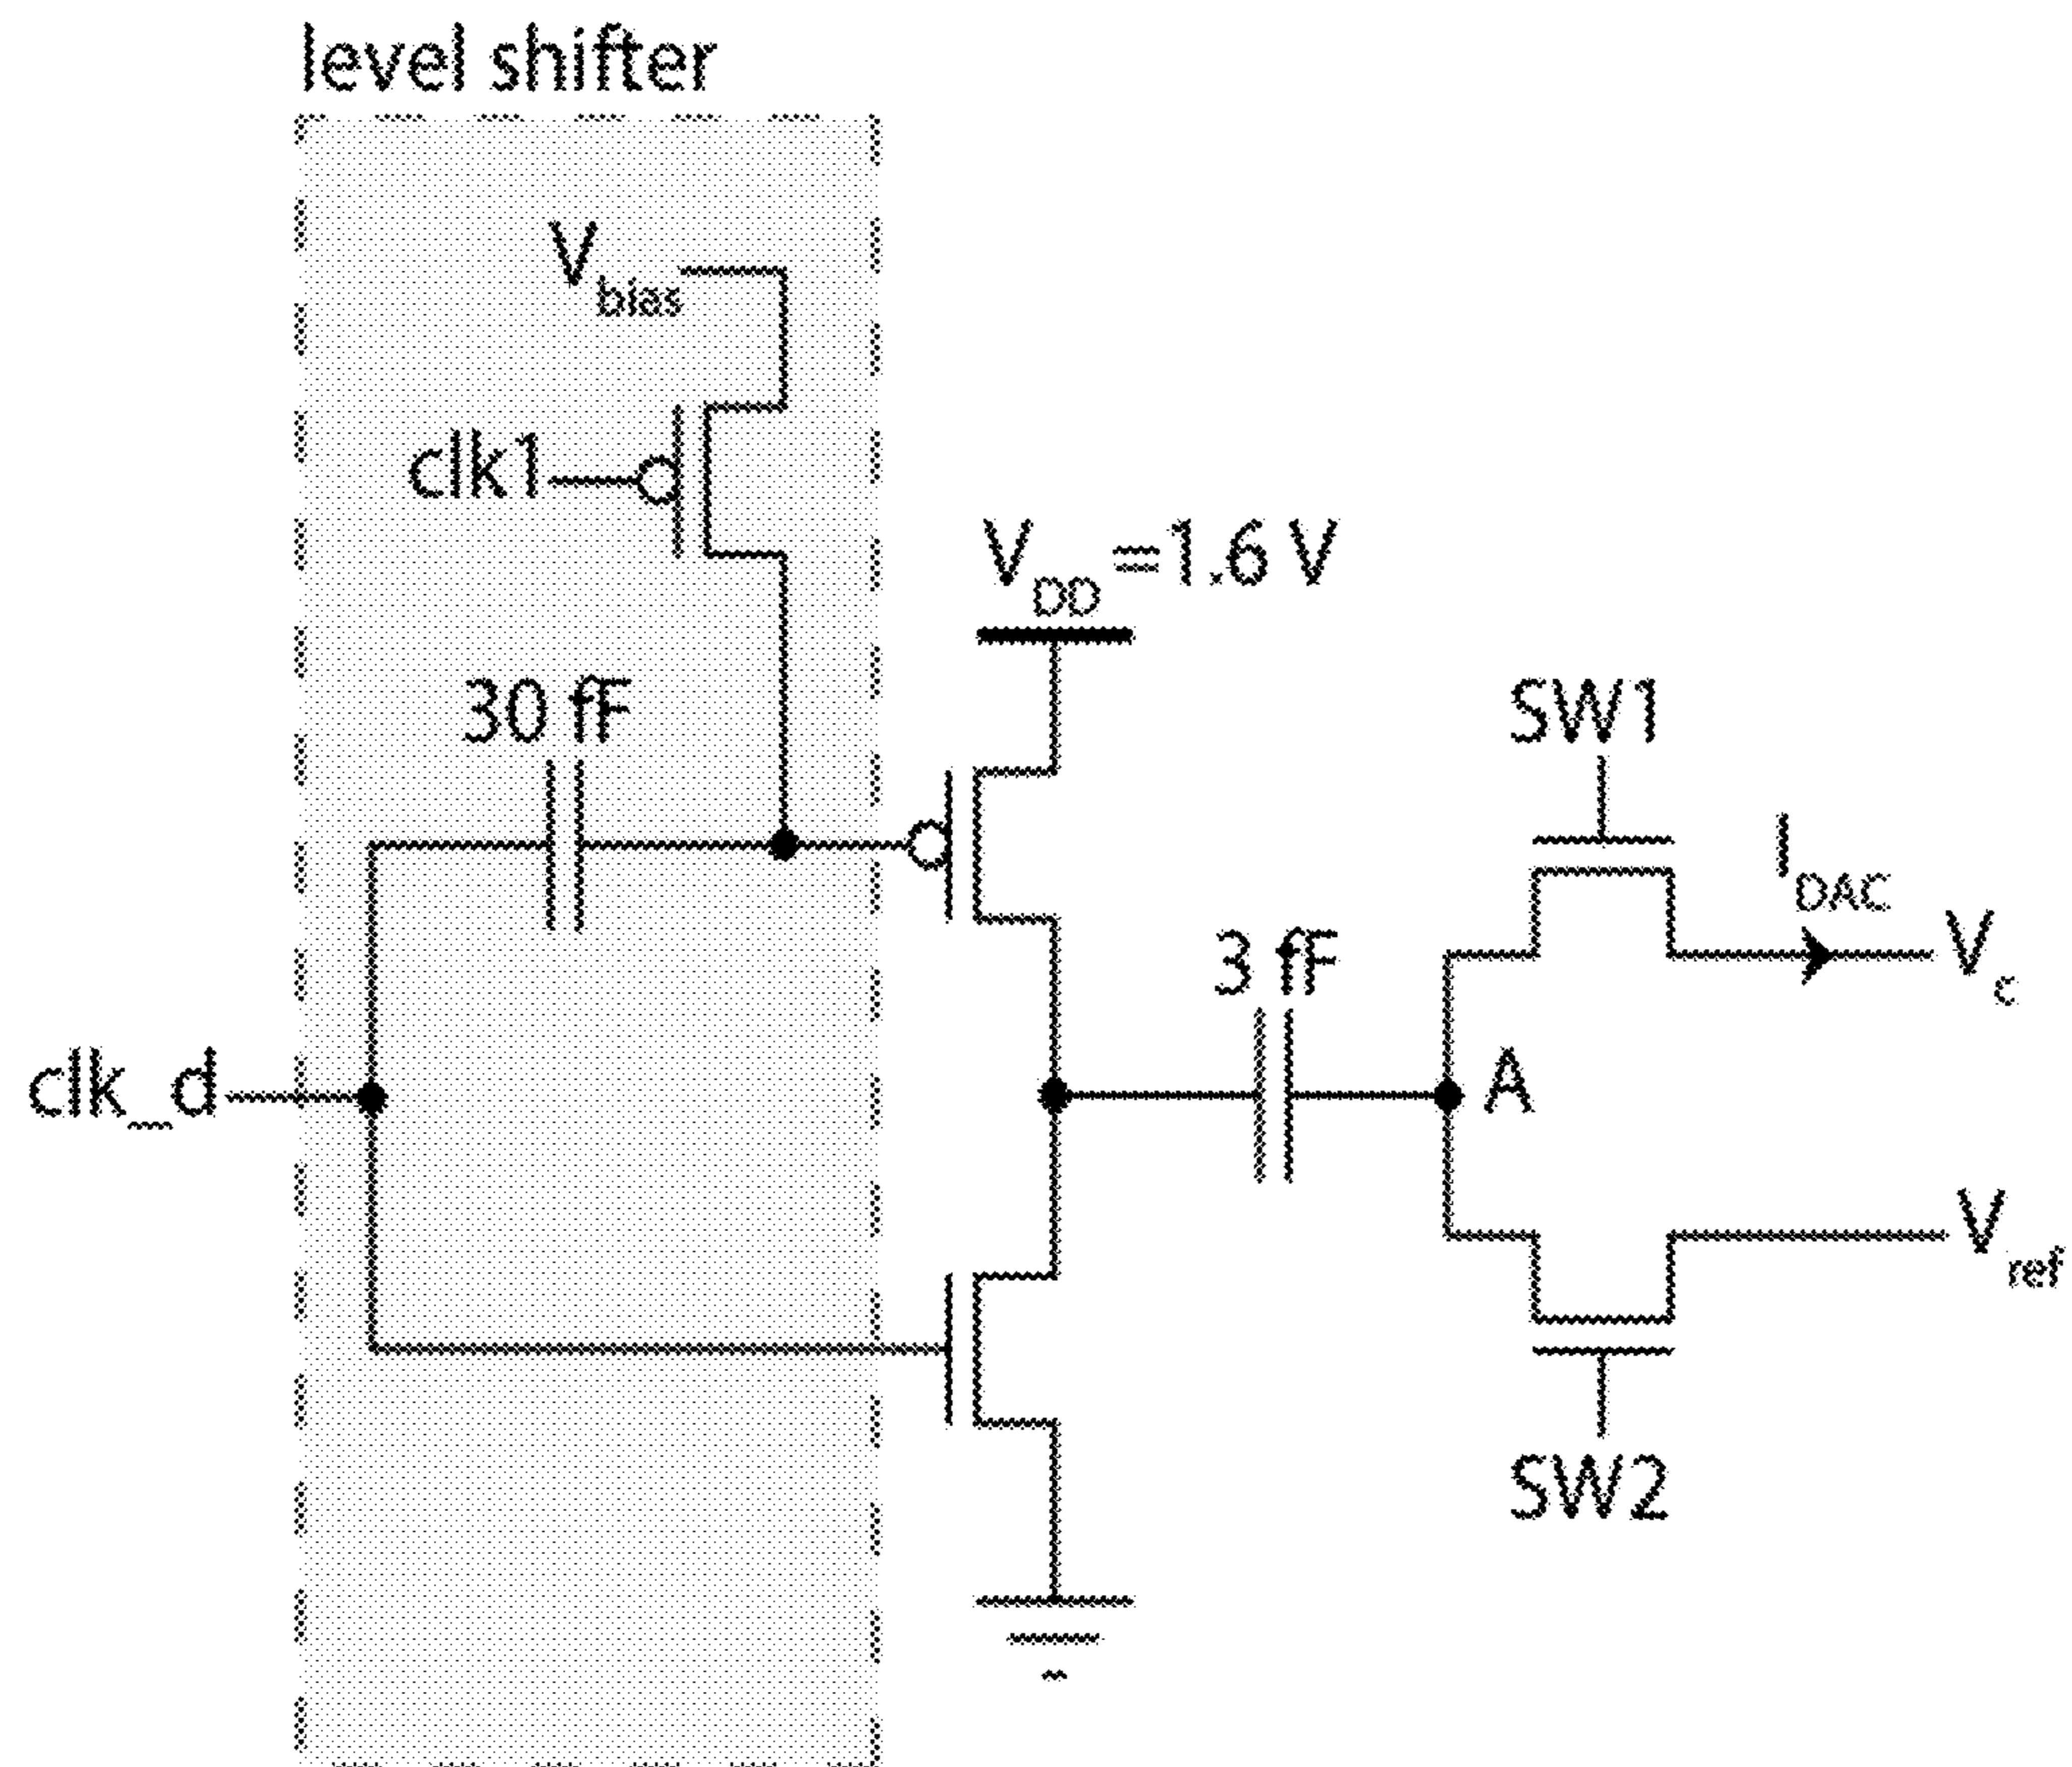 level shifter
Vbias
clk1
VDD=1.6 V
30 fF
SW1
IDAC
Vc
3 fF
clk_d
A
Vref
SW2